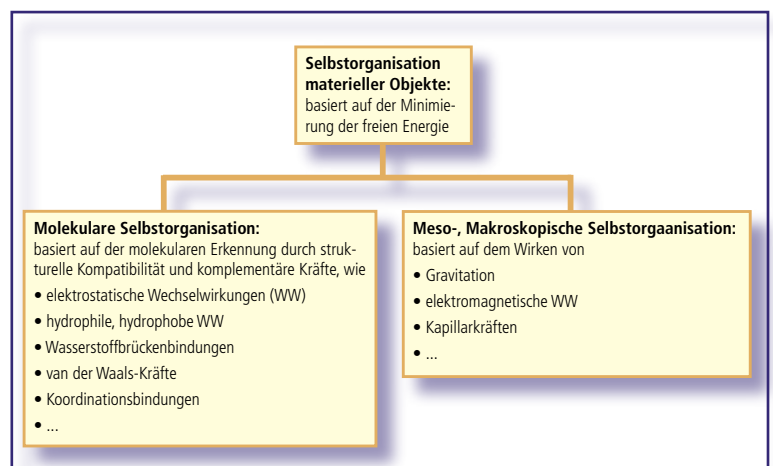 Selbstorganisation
materieller Objekte:
basiert auf der Minimie-
rung der freien Energie
Molekulare Selbstorganisation:
basiert auf der molekularen Erkennung durch struk-
turelle Kompatibilität und komplementäre Kräfte, wie
• elektrostatische Wechselwirkungen (WW)
• hydrophile, hydrophobe WW
• Wasserstoffbrückenbindungen
• van der Waals-Kräfte
• Koordinationsbindungen
• ...
Meso-, Makroskopische Selbstorgaanisation:
basiert auf dem Wirken von
• Gravitation
• elektromagnetische WW
• Kapillarkräften
• ...